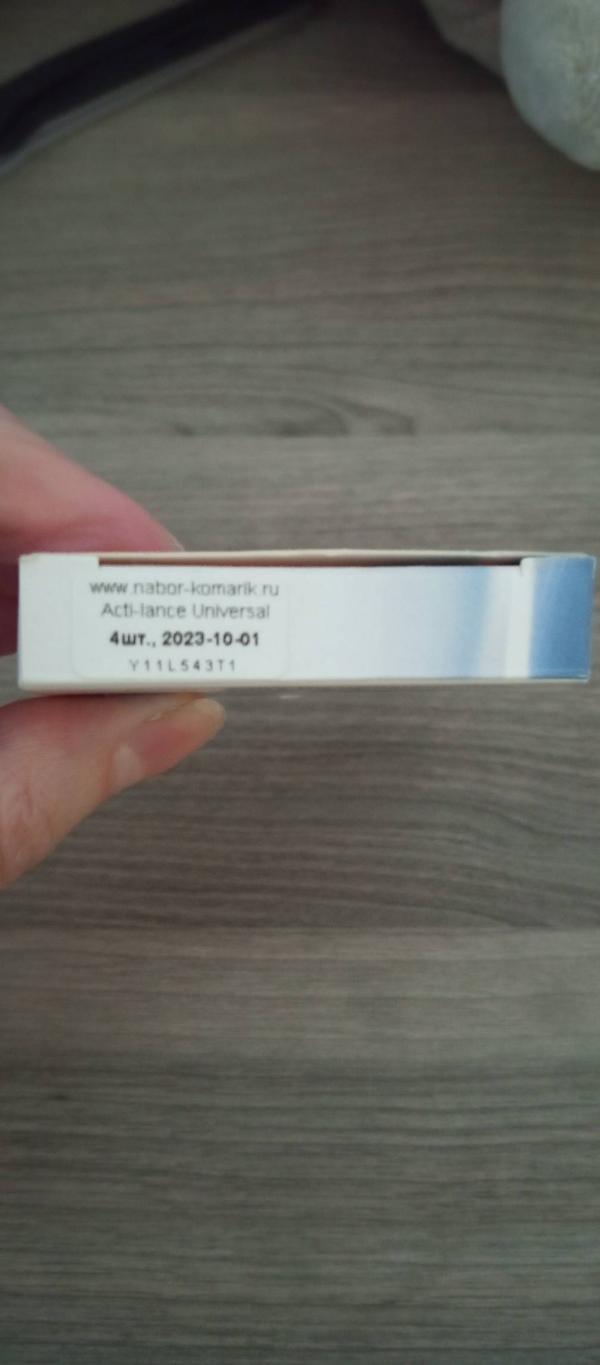 www.nabor-komarik.ru
Acti-lance Universal
4шт., 2023-10-01
Y11L543T1